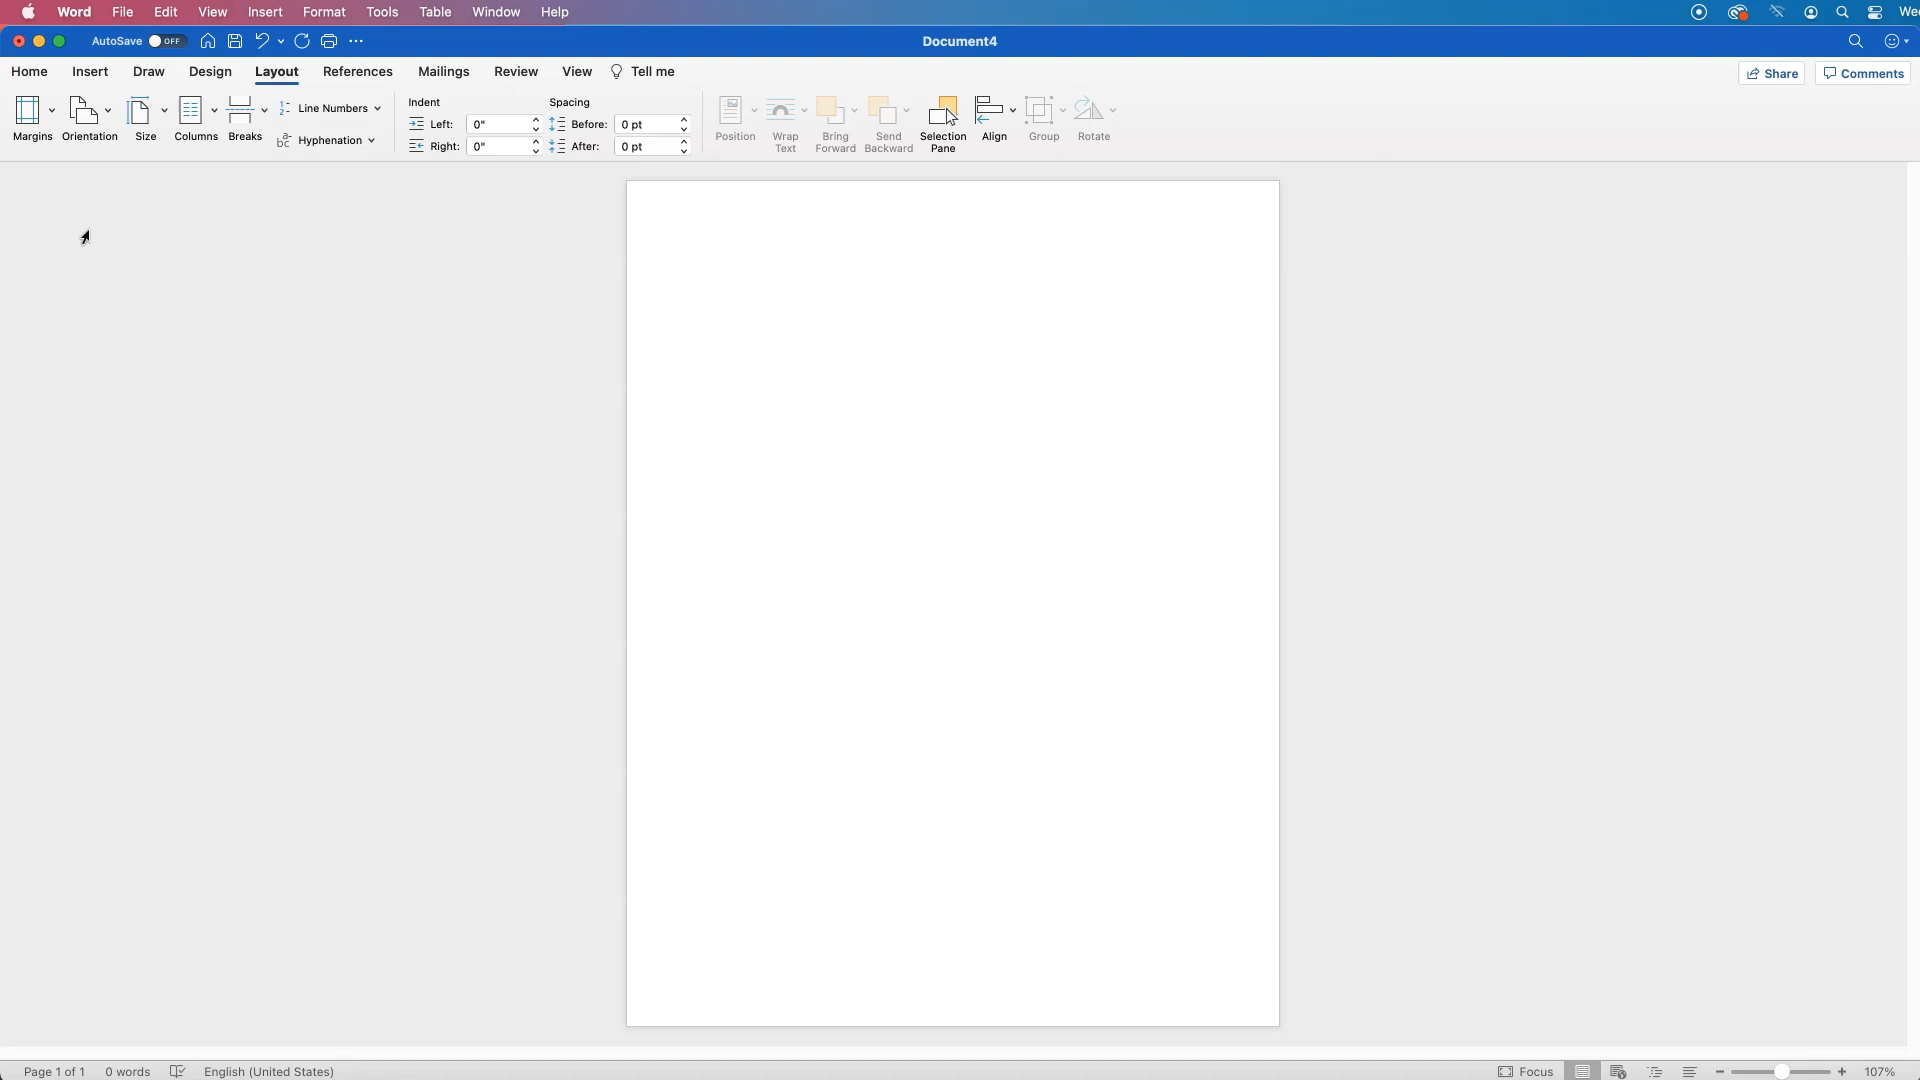 Word File Edit View Insert Format Tools Table Window Help We
AutoSave OFF Document4
Home Insert Draw Design Layout References Mailings Review View Tell me Share Comments
Margins Orientation Size Columns Breaks
Line Numbers
Hyphenation
Indent
Left: 0"
Right: 0"
Spacing
Before: 0 pt
After: 0 pt
Position
Wrap
Text
Bring
Forward
Send
Backward
Selection
Pane
Align
Group
Rotate
Page 1 of 1 0 words English (United States) Focus 107%